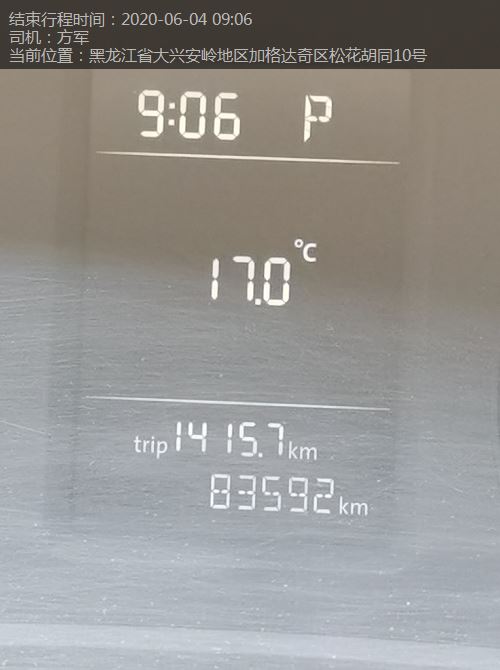 结束行程时间：2020-06-04 09:06
司机：方军
当前位置：黑龙江省大兴安岭地区加格达奇区松花胡同10号
9:06 P
17.0℃
trip 1415.7 km
83592 km